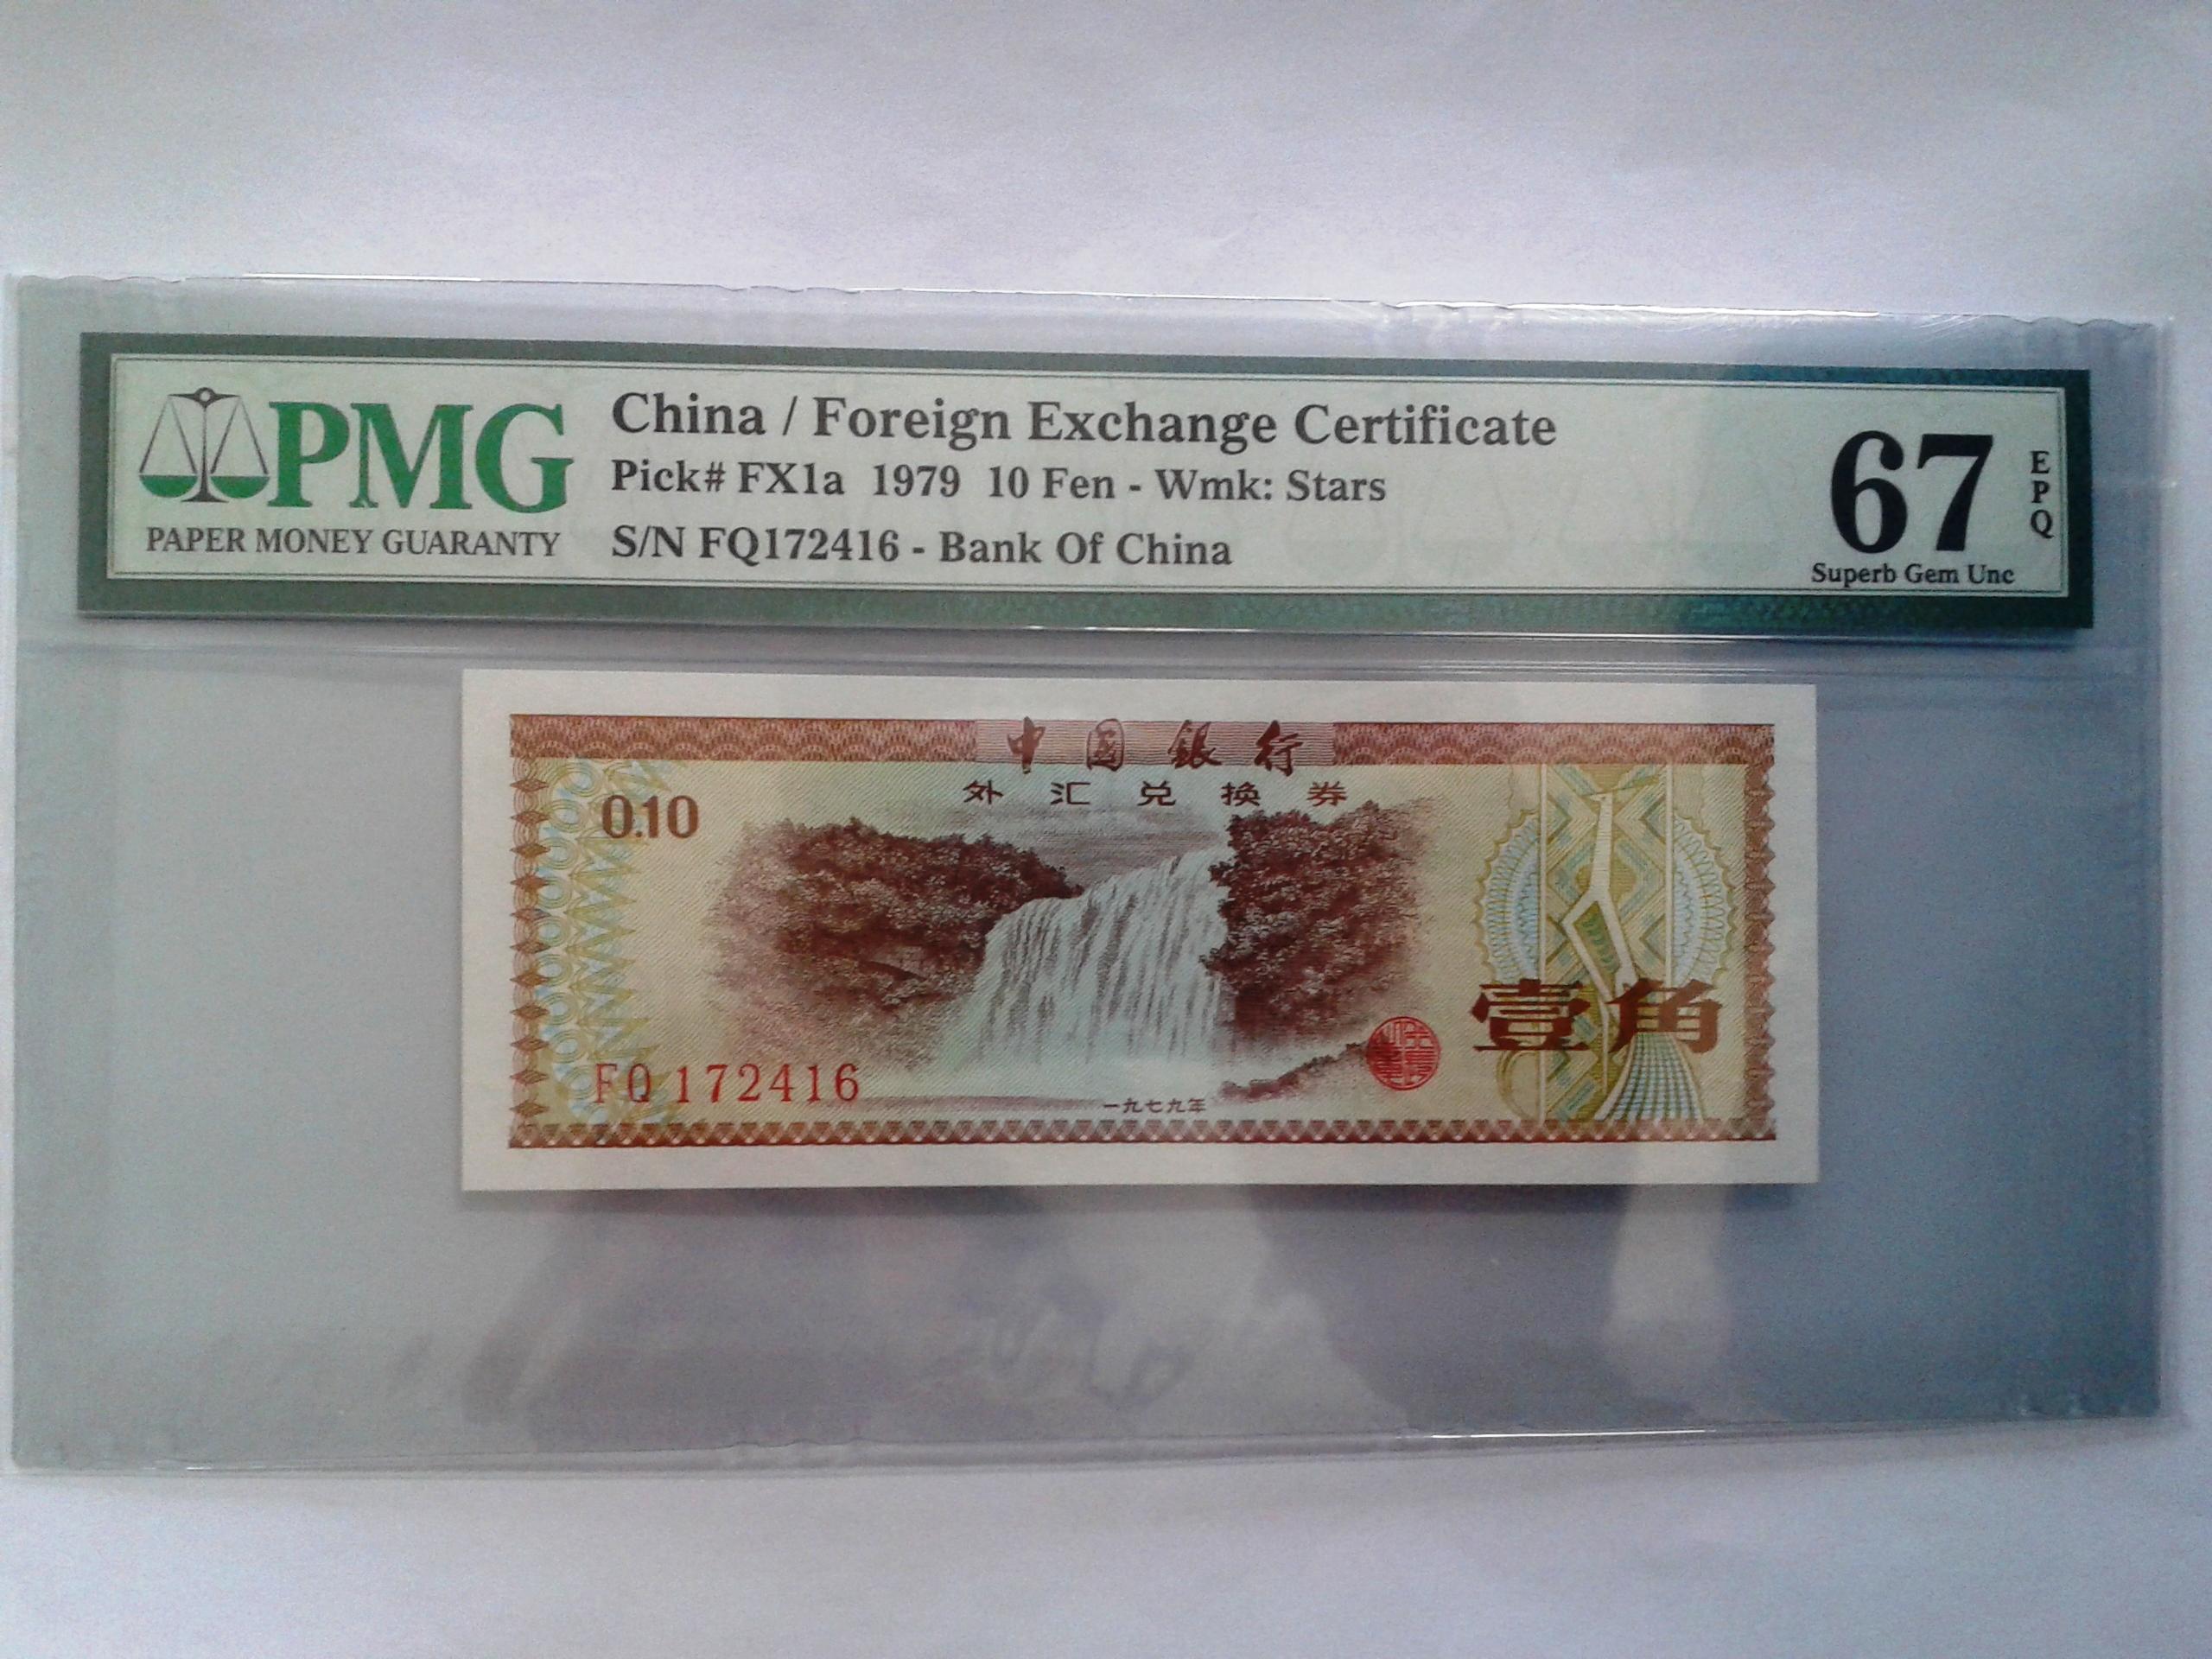 PMG
PAPER MONEY GUARANTY
China / Foreign Exchange Certificate
Pick# FX1a 1979 10 Fen - Wmk: Stars
S/N FQ172416 - Bank Of China
67
EPQ
Superb Gem Unc
中国銀行
外汇兑换券
0.10
壹角
FQ 172416
一九七九年